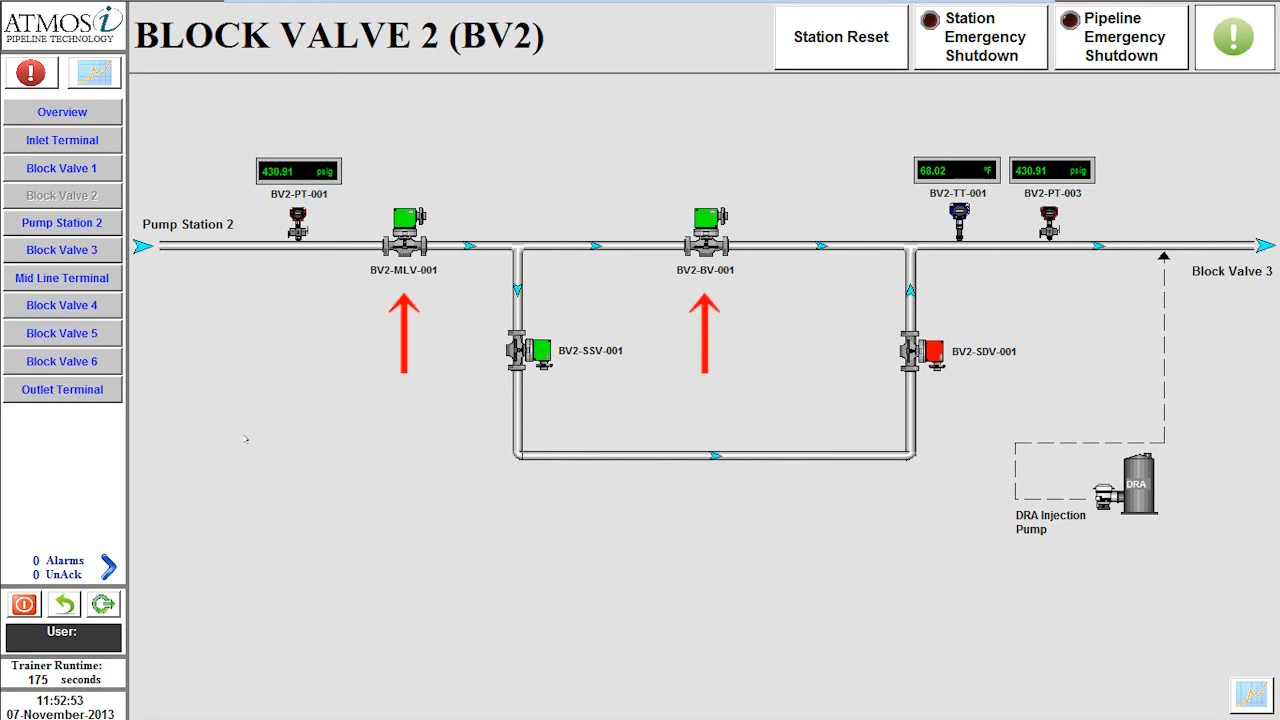 ATMOSi
PIPELINE TECHNOLOGY
BLOCK VALVE 2 (BV2)
Station Reset
Station
Emergency
Shutdown
Pipeline
Emergency
Shutdown
Overview
Inlet Terminal
Block Valve 1
Block Valve 2
Pump Station 2
Block Valve 3
Mid Line Terminal
Block Valve 4
Block Valve 5
Block Valve 6
Outlet Terminal
430.91 psig
BV2-PT-001
68.02 °F
BV2-TT-001
430.91 psig
BV2-PT-003
Pump Station 2
BV2-MLV-001
BV2-BV-001
Block Valve 3
BV2-SSV-001
BV2-SDV-001
DRA
DRA Injection
Pump
0 Alarms
0 UnAck
User:
Trainer Runtime:
175 seconds
11:52:53
07-November-2013